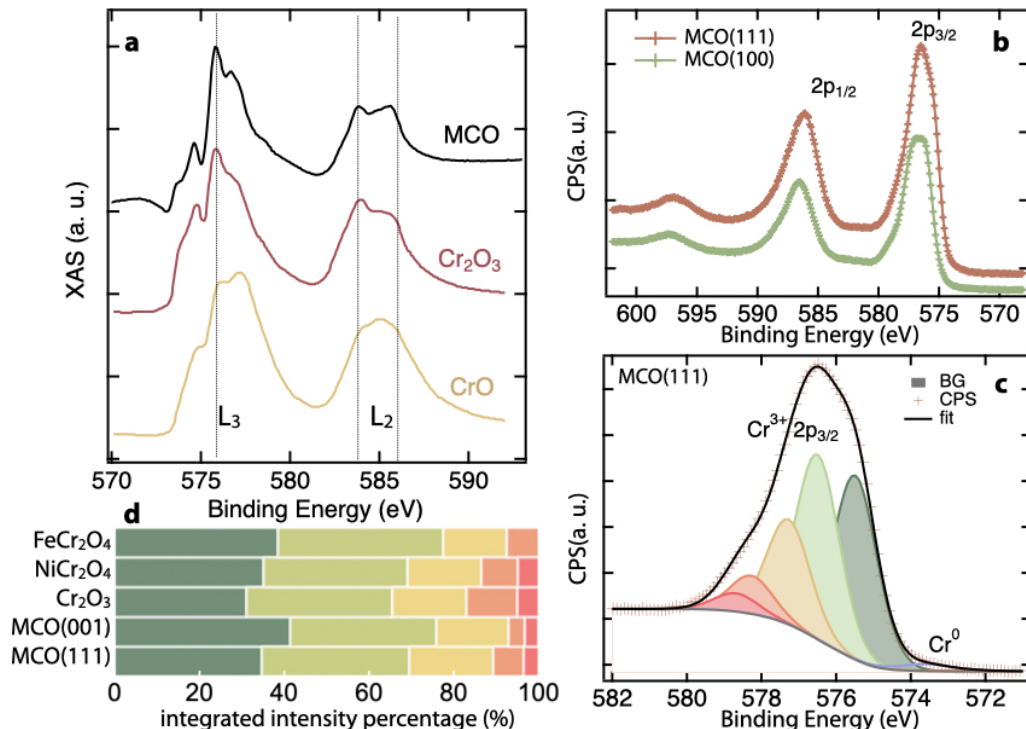 a
MCO
Cr₂O₃
CrO
L₃
L₂
XAS (a. u.)
570 575 580 585 590
Binding Energy (eV)
b
MCO(111)
MCO(100)
2p₁/₂
2p₃/₂
CPS(a. u.)
600 595 590 585 580 575 570
Binding Energy (eV)
MCO(111)
c
BG
CPS
fit
Cr³⁺ 2p₃/₂
Cr⁰
CPS(a. u.)
582 580 578 576 574 572
Binding Energy (eV)
d
FeCr₂O₄
NiCr₂O₄
Cr₂O₃
MCO(001)
MCO(111)
0 20 40 60 80 100
integrated intensity percentage (%)